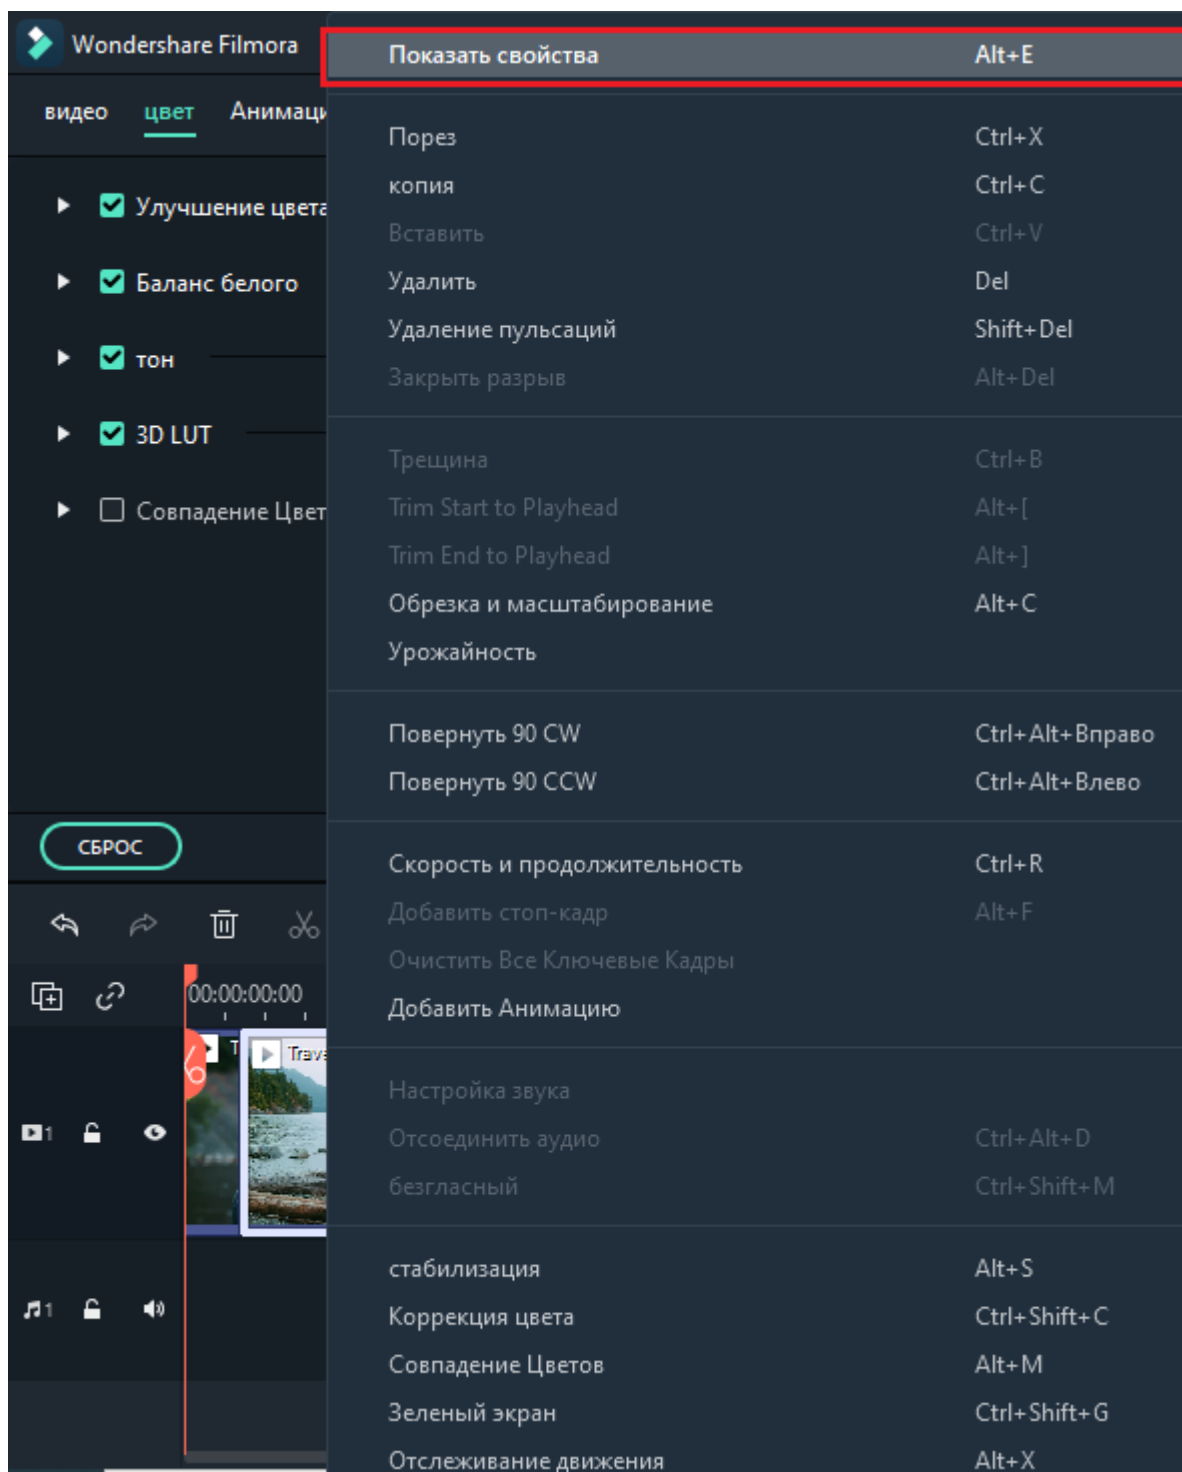 Wondershare Filmora
видео цвет Анимаци
Улучшение цвета
Баланс белого
тон
3D LUT
Совпадение Цвет
СБРОС
00:00:00:00
T
Trave
1
1
Показать свойства Alt+E
Порез Ctrl+X
копия Ctrl+C
Вставить Ctrl+V
Удалить Del
Удаление пульсаций Shift+Del
Закрыть разрыв Alt+Del
Трещина Ctrl+B
Trim Start to Playhead Alt+[
Trim End to Playhead Alt+]
Обрезка и масштабирование Alt+C
Урожайность
Повернуть 90 CW Ctrl+Alt+Вправо
Повернуть 90 CCW Ctrl+Alt+Влево
Скорость и продолжительность Ctrl+R
Добавить стоп-кадр Alt+F
Очистить Все Ключевые Кадры
Добавить Анимацию
Настройка звука
Отсоединить аудио Ctrl+Alt+D
безгласный Ctrl+Shift+M
стабилизация Alt+S
Коррекция цвета Ctrl+Shift+C
Совпадение Цветов Alt+M
Зеленый экран Ctrl+Shift+G
Отслеживание движения Alt+X